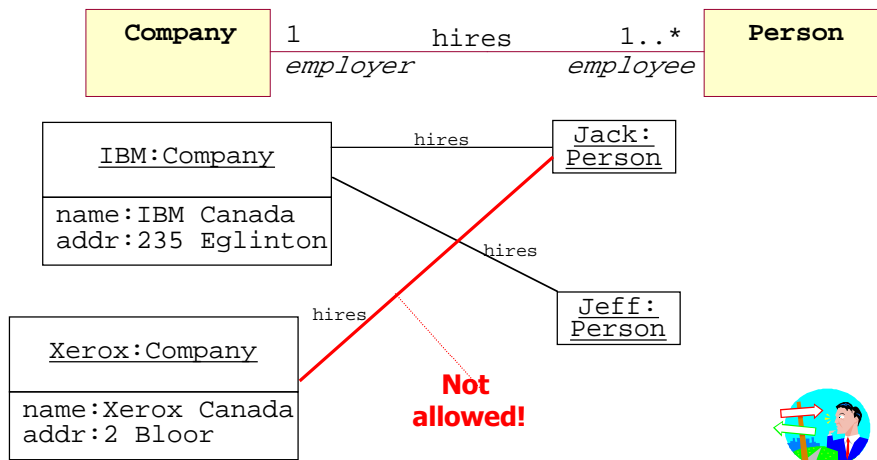 Company 1 hires 1..* Person
employer employee
IBM:Company hires Jack:
Person
name:IBM Canada
addr:235 Eglinton
hires
hires
Jeff:
Person
Xerox:Company
name:Xerox Canada
addr:2 Bloor
Not
allowed!